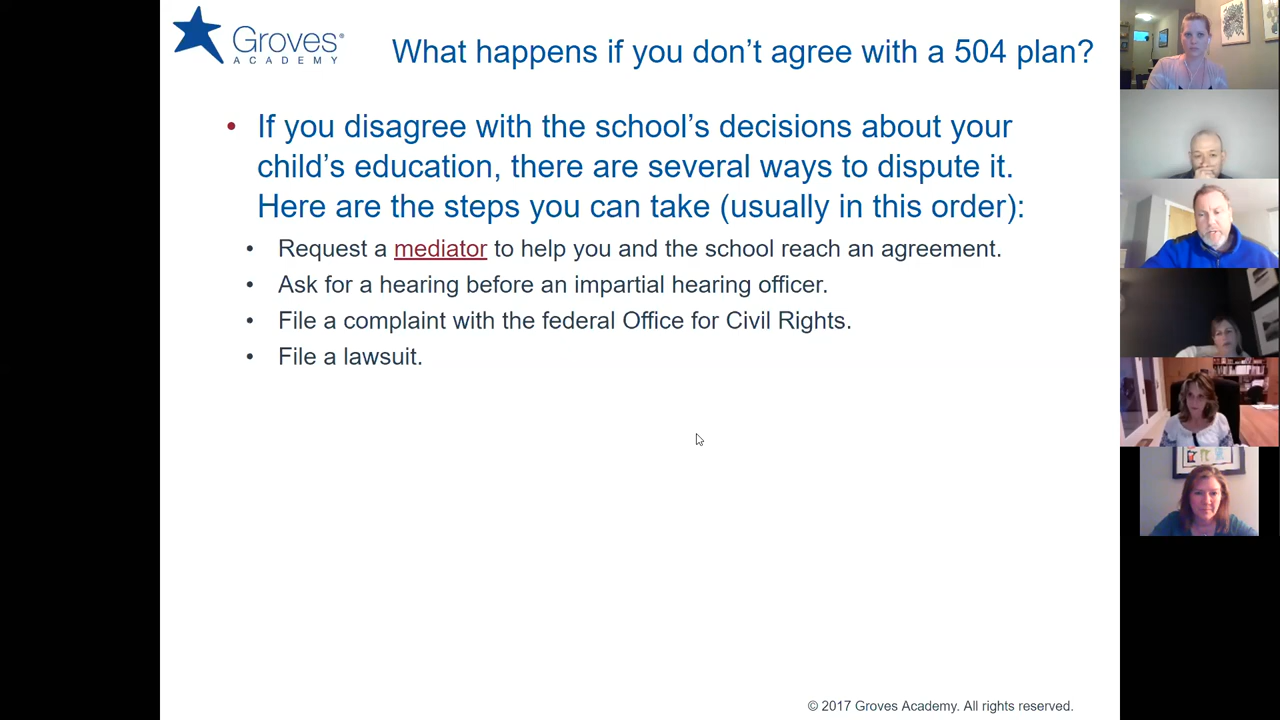 Groves®
ACADEMY
What happens if you don’t agree with a 504 plan?
• If you disagree with the school’s decisions about your
child’s education, there are several ways to dispute it.
Here are the steps you can take (usually in this order):
• Request a mediator to help you and the school reach an agreement.
• Ask for a hearing before an impartial hearing officer.
• File a complaint with the federal Office for Civil Rights.
• File a lawsuit.
© 2017 Groves Academy. All rights reserved.